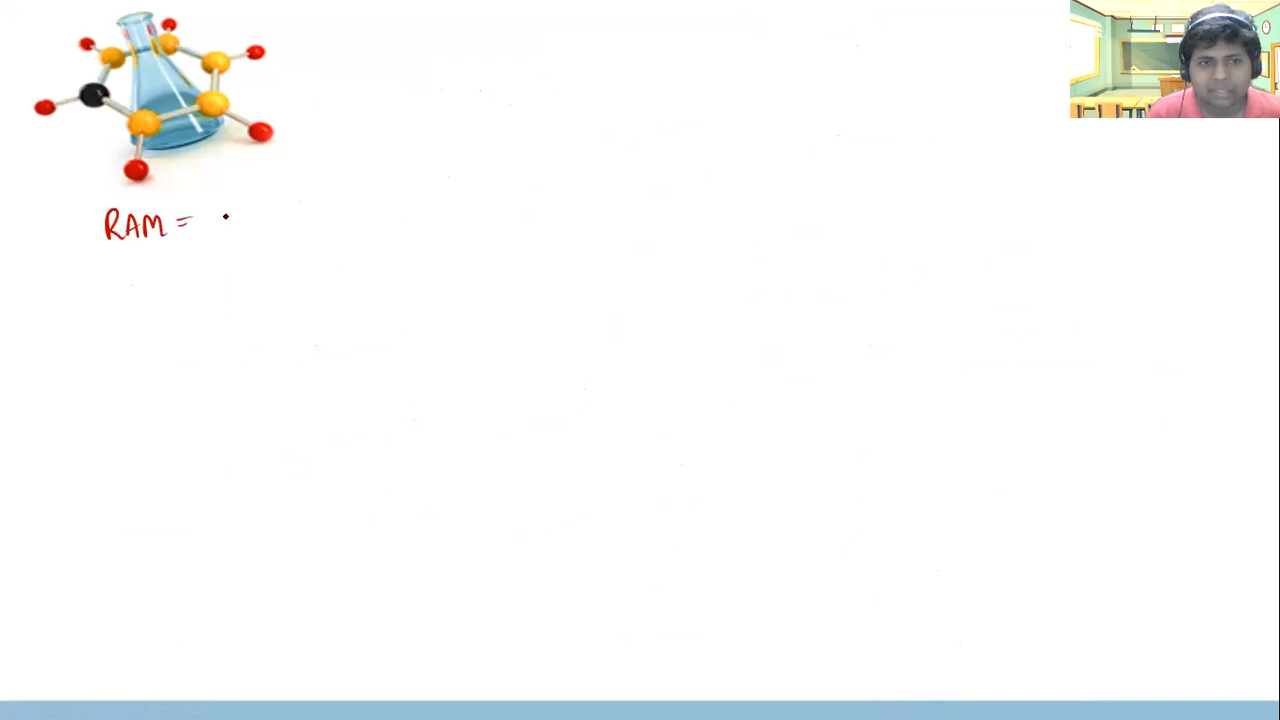 RAM =